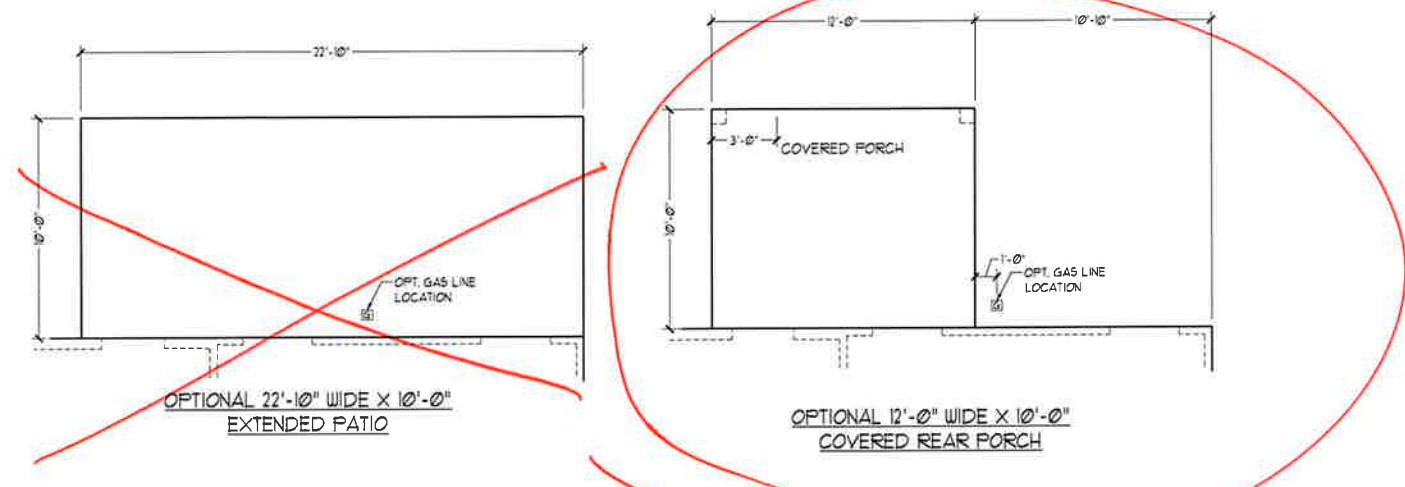 22'-10"
10'-0"
OPT. GAS LINE
LOCATION
G
OPTIONAL 22'-10" WIDE X 10'-0"
EXTENDED PATIO
12'-0"
10'-10"
3'-0"
COVERED PORCH
10'-0"
1'-0"
OPT. GAS LINE
LOCATION
G
OPTIONAL 12'-0" WIDE X 10'-0"
COVERED REAR PORCH